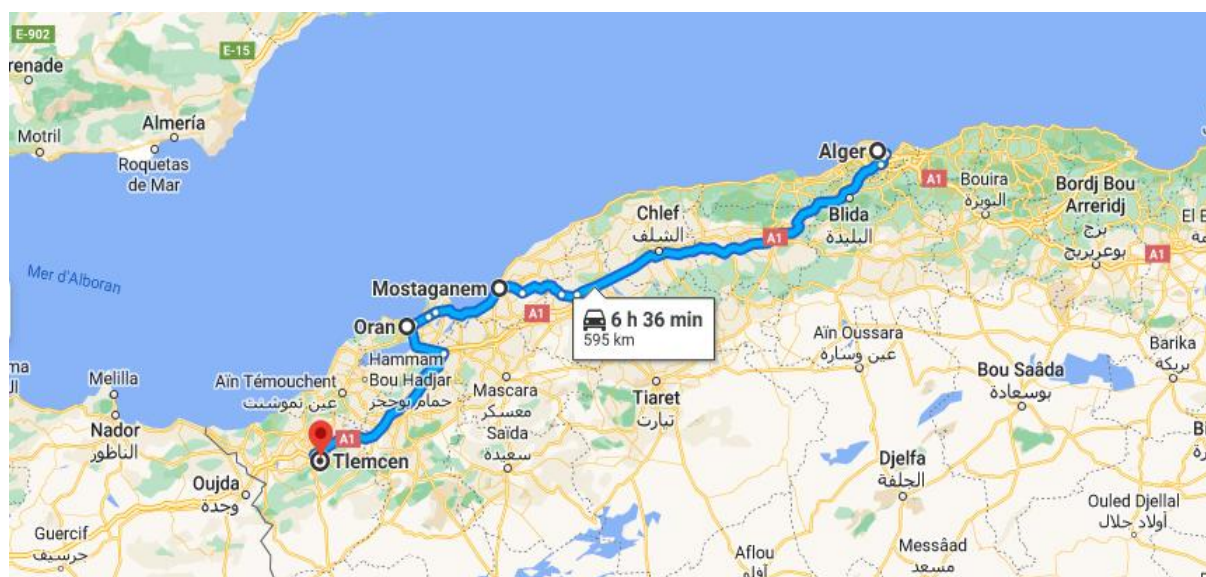 E-902
E-15
renade
Motril
Almería
Roquetas
de Mar
Alger
A1
Bouira
البويرة
Bordj Bou
Arreridj
برج
بوعريريج
El E
Blida
البليدة
Chlef
الشلف
A1
A1
Mer d'Alboran
Mostaganem
A1
6 h 36 min
595 km
Oran
Hammam
Bou Hadjar
حمام بوحجر
Aïn Témouchent
عين تموشنت
Mascara
معسكر
Saïda
سعيدة
Tiaret
تيارت
Aïn Oussara
عين وسارة
Bou Saâda
بوسعادة
Barika
بريكة
Melilla
Nador
الناظور
A1
Tlemcen
Oujda
وجدة
Guercif
جرسيف
Djelfa
الجلفة
Ouled Djellal
أولاد جلال
Aflou
آفلو
Messâad
مسعد